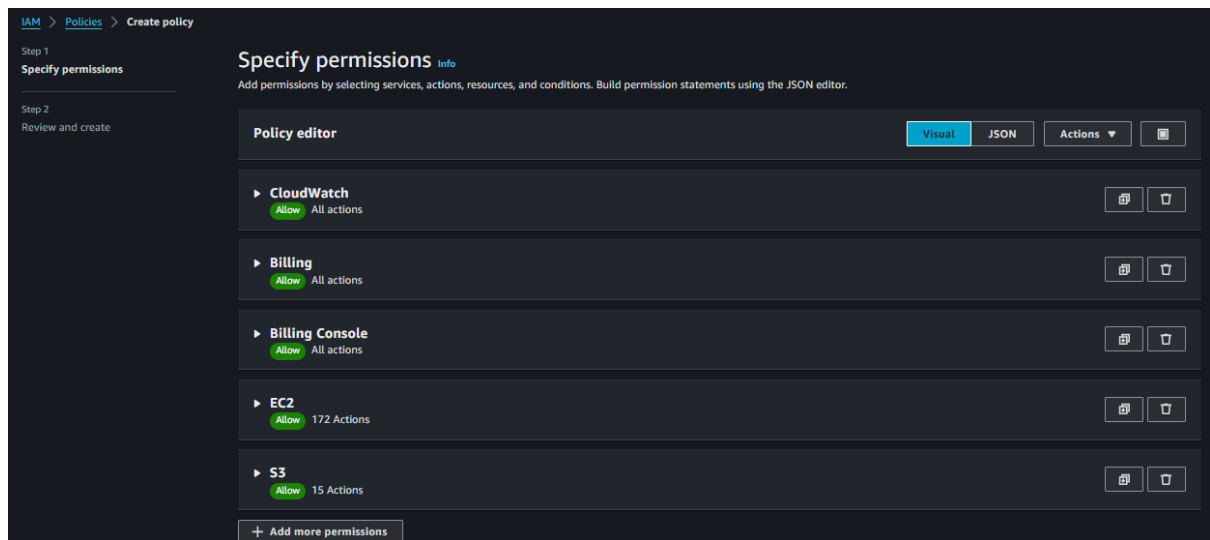 IAM > Policies > Create policy
Step 1
Specify permissions
Step 2
Review and create
Specify permissions Info
Add permissions by selecting services, actions, resources, and conditions. Build permission statements using the JSON editor.
Policy editor
Visual JSON Actions ▼
CloudWatch
Allow All actions
Billing
Allow All actions
Billing Console
Allow All actions
EC2
Allow 172 Actions
S3
Allow 15 Actions
+ Add more permissions